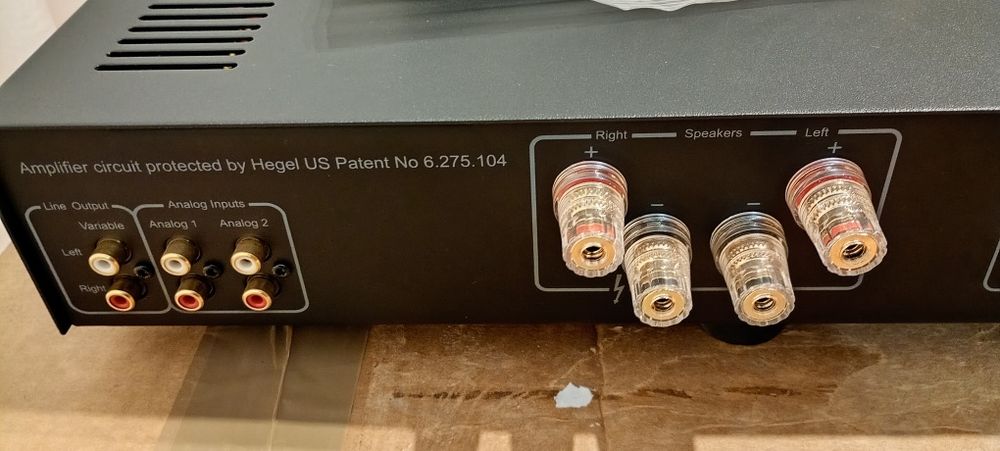 Right Speakers Left
+ +
Amplifier circuit protected by Hegel US Patent No 6.275.104
- -
Line Output Analog Inputs
Variable Analog 1 Analog 2
Left
Right